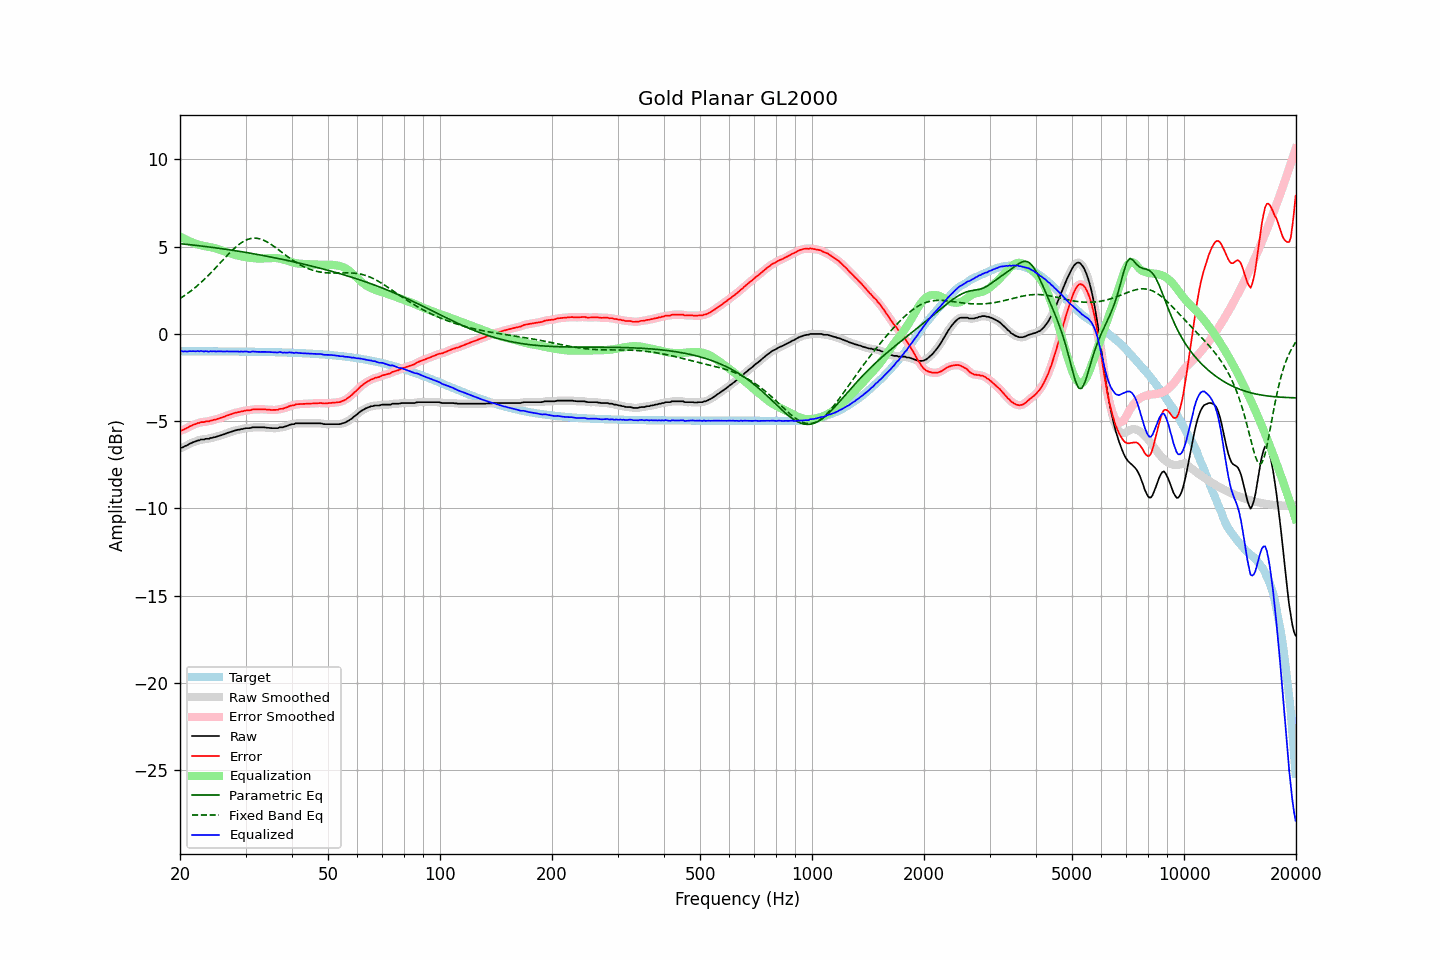 Gold Planar GL2000
Amplitude (dBr)
10
5
0
−5
−10
−15
−20
−25
Target
Raw Smoothed
Error Smoothed
Raw
Error
Equalization
Parametric Eq
Fixed Band Eq
Equalized
20 50 100 200 500 1000 2000 5000 10000 20000
Frequency (Hz)